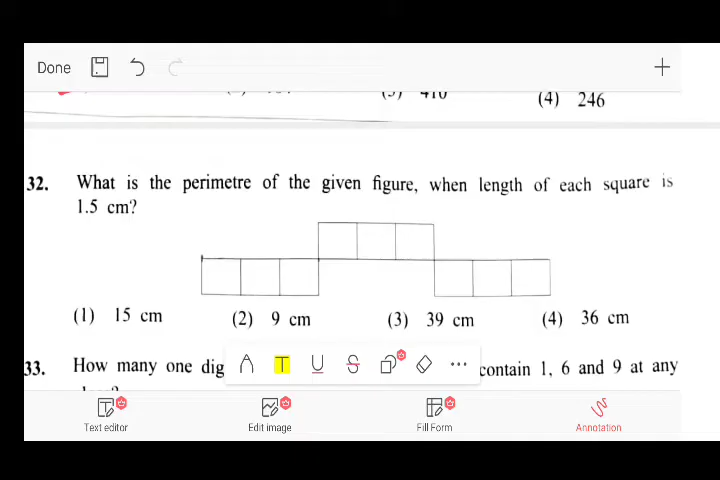 Done
(4) 246
32. What is the perimetre of the given figure, when length of each square is
1.5 cm?
(1) 15 cm (2) 9 cm (3) 39 cm (4) 36 cm
33. How many one dig contain 1, 6 and 9 at any
T U S
Text editor Edit image Fill Form Annotation